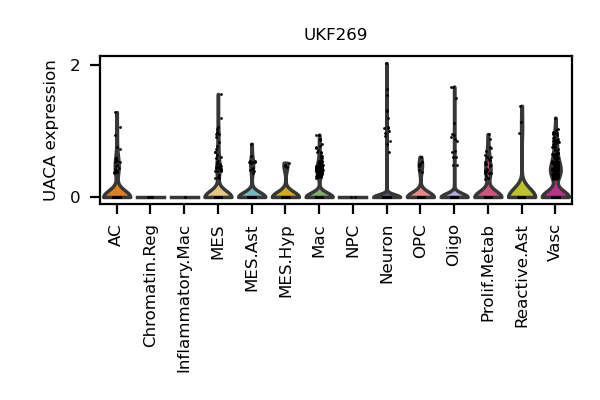 UKF269
UACA expression
2
0
AC
Chromatin.Reg
Inflammatory.Mac
MES
MES.Ast
MES.Hyp
Mac
NPC
Neuron
OPC
Oligo
Prolif.Metab
Reactive.Ast
Vasc